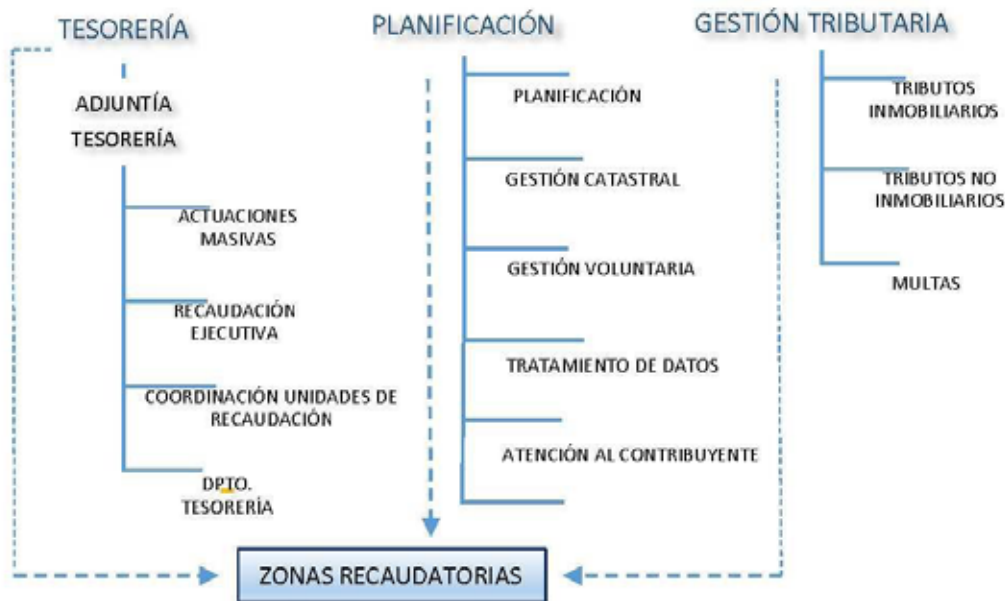 TESORERÍA
ADJUNTÍA
TESORERÍA
ACTUACIONES
MASIVAS
RECAUDACIÓN
EJECUTIVA
COORDINACIÓN UNIDADES DE
RECAUDACIÓN
DPTO.
TESORERÍA
PLANIFICACIÓN
PLANIFICACIÓN
GESTIÓN CATASTRAL
GESTIÓN VOLUNTARIA
TRATAMIENTO DE DATOS
ATENCIÓN AL CONTRIBUYENTE
GESTIÓN TRIBUTARIA
TRIBUTOS
INMOBILIARIOS
TRIBUTOS NO
INMOBILIARIOS
MULTAS
ZONAS RECAUDATORIAS